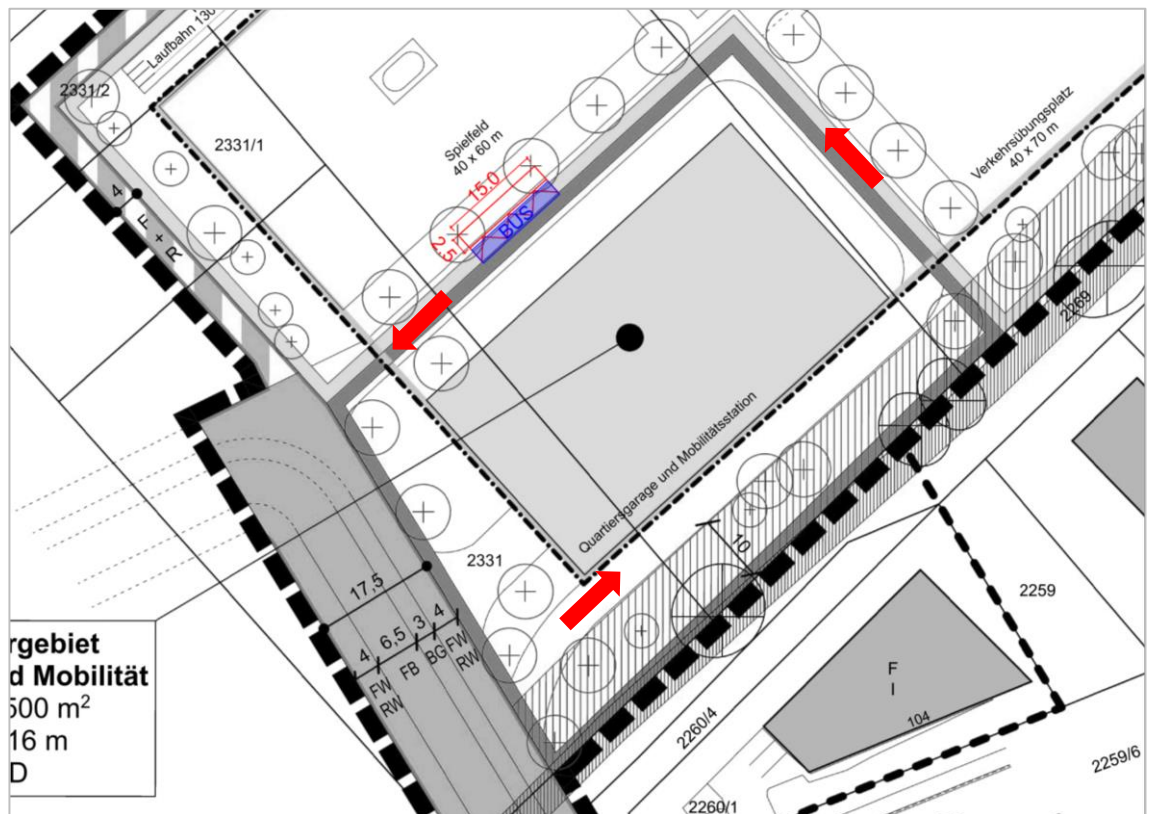 Laufbahn 130
2331/2
2331/1
Spielfeld
40 x 60 m
Verkehrsübungsplatz
40 x 70 m
15.0
2.5
BÜS
4
F + R
2269
Quartiersgarage und Mobilitätsstation
10
2331
17,5
4
6,5
3
4
FW
RW
FB
BG
FW
RW
2259
F
I
104
2260/4
2259/6
2260/1
rgebiet
d Mobilität
500 m²
16 m
D